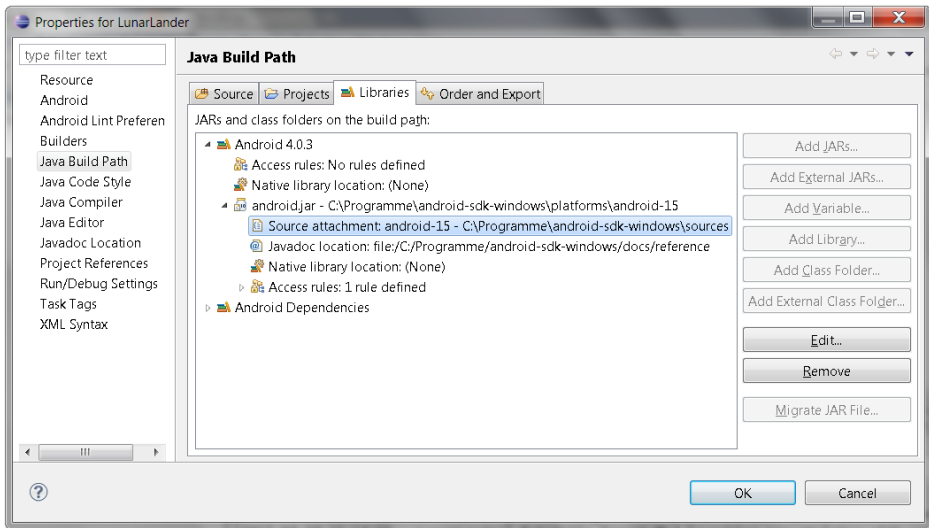 Properties for LunarLander
type filter text
Resource
Android
Android Lint Preferen
Builders
Java Build Path
Java Code Style
Java Compiler
Java Editor
Javadoc Location
Project References
Run/Debug Settings
Task Tags
XML Syntax
Java Build Path
Source Projects Libraries Order and Export
JARs and class folders on the build path:
Android 4.0.3
Access rules: No rules defined
Native library location: (None)
android.jar - C:\Programme\android-sdk-windows\platforms\android-15
Source attachment: android-15 - C:\Programme\android-sdk-windows\sources
Javadoc location: file:/C:/Programme/android-sdk-windows/docs/reference
Native library location: (None)
Access rules: 1 rule defined
Android Dependencies
Add JARs...
Add External JARs...
Add Variable...
Add Library...
Add Class Folder...
Add External Class Folder...
Edit...
Remove
Migrate JAR File...
OK Cancel